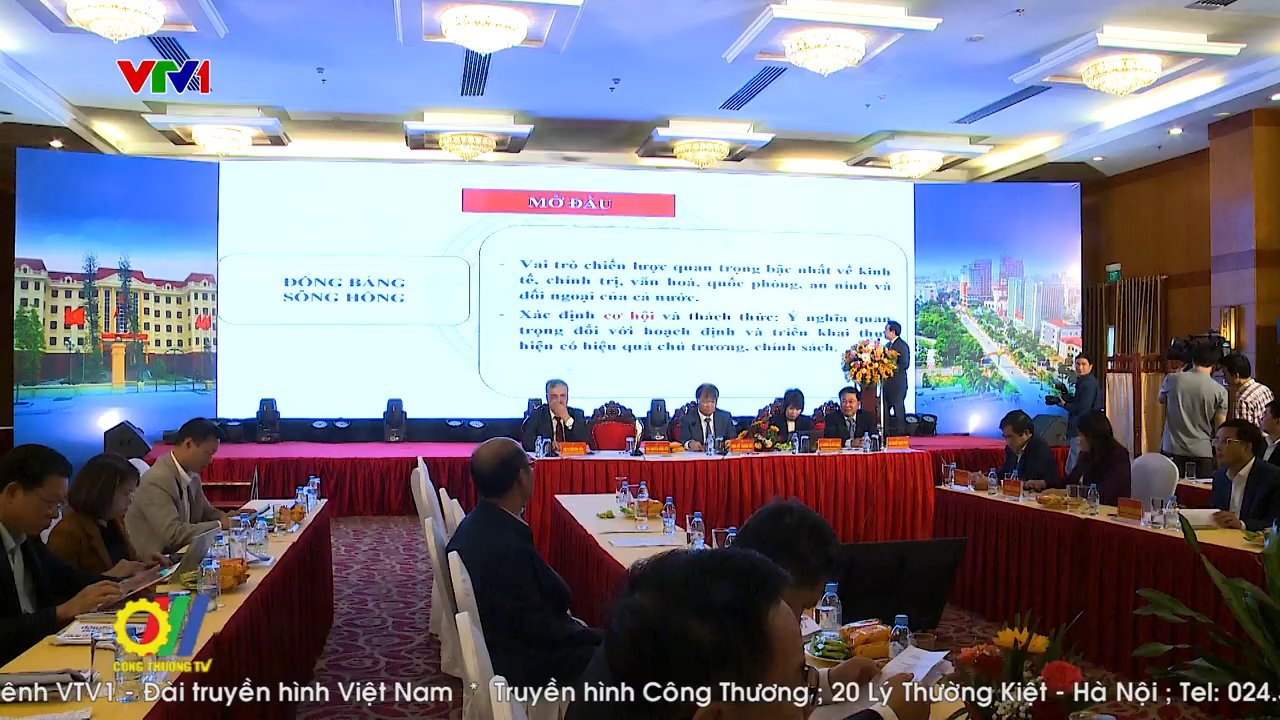 VTV1
MỞ ĐẦU
ĐỒNG BẰNG
SÔNG HỒNG
- Vai trò chiến lược quan trọng bậc nhất về kinh
tế, chính trị, văn hoá, quốc phòng, an ninh và
đối ngoại của cả nước.
- Xác định cơ hội và thách thức: Ý nghĩa quan
trọng đối với hoạch định và triển khai thực
hiện có hiệu quả chủ trương, chính sách,
CÔNG THƯƠNG TV
ênh VTV1 - Đài truyền hình Việt Nam * Truyền hình Công Thương ; 20 Lý Thường Kiệt - Hà Nội ; Tel: 024.